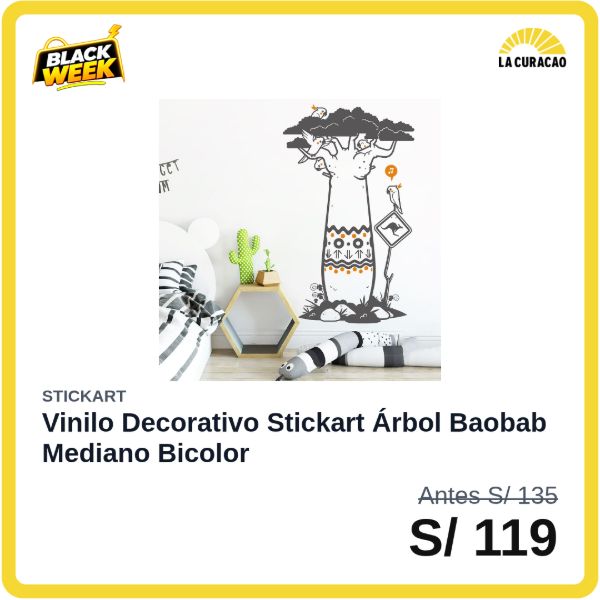 BLACK
WEEK
LA CURACAO
STICKART
Vinilo Decorativo Stickart Árbol Baobab
Mediano Bicolor
Antes S/ 135
S/ 119